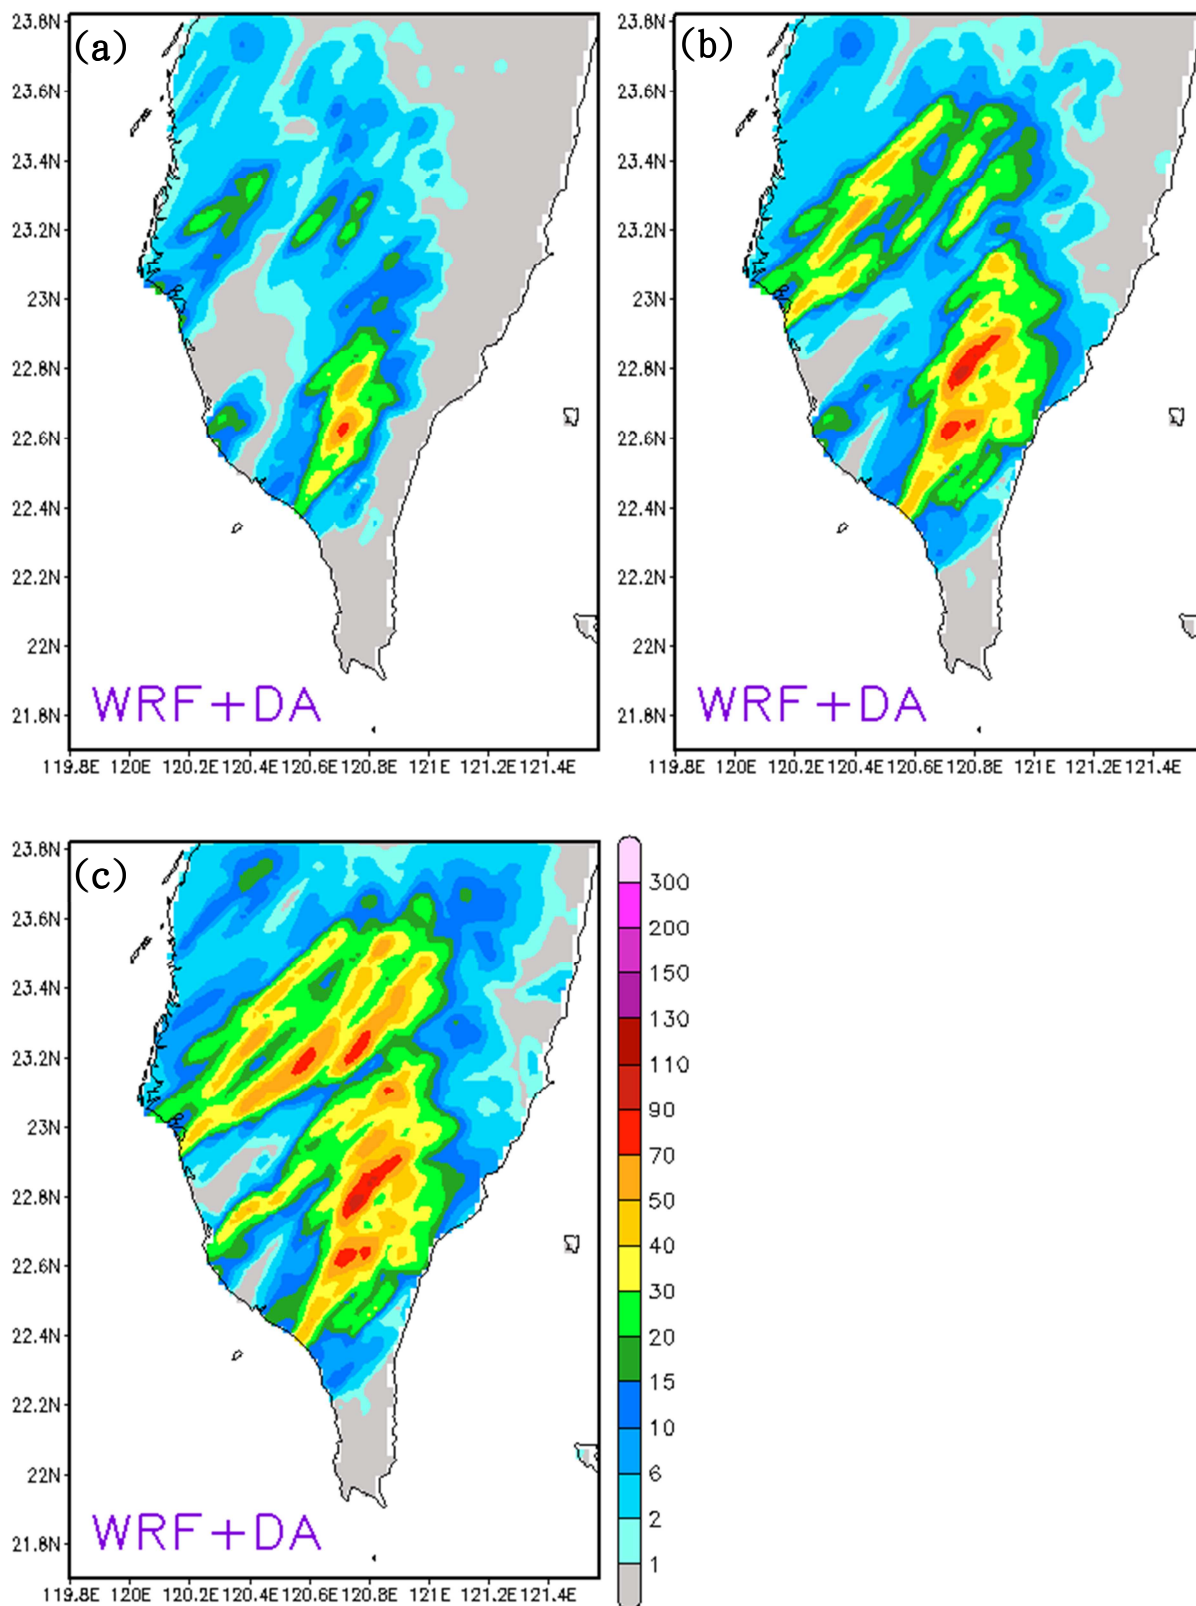 (a)
23.8N
23.6N
23.4N
23.2N
23N
22.8N
22.6N
22.4N
22.2N
22N
21.8N
WRF+DA
119.8E 120E 120.2E 120.4E 120.6E 120.8E 121E 121.2E 121.4E
(b)
23.8N
23.6N
23.4N
23.2N
23N
22.8N
22.6N
22.4N
22.2N
22N
21.8N
WRF+DA
119.8E 120E 120.2E 120.4E 120.6E 120.8E 121E 121.2E 121.4E
(c)
23.8N
23.6N
23.4N
23.2N
23N
22.8N
22.6N
22.4N
22.2N
22N
21.8N
WRF+DA
119.8E 120E 120.2E 120.4E 120.6E 120.8E 121E 121.2E 121.4E
300
200
150
130
110
90
70
50
40
30
20
15
10
6
2
1